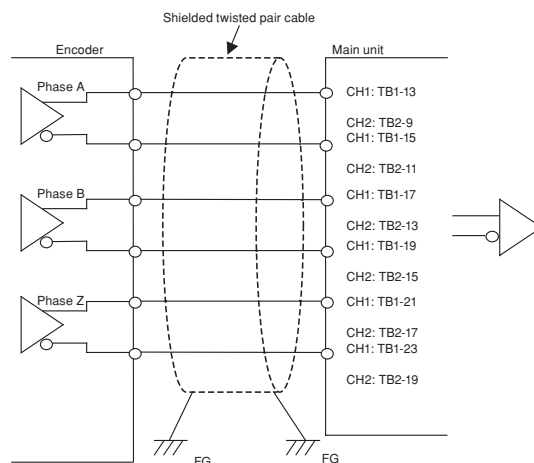 Shielded twisted pair cable
Encoder
Main unit
Phase A
CH1: TB1-13
CH2: TB2-9
CH1: TB1-15
CH2: TB2-11
Phase B
CH1: TB1-17
CH2: TB2-13
CH1: TB1-19
CH2: TB2-15
Phase Z
CH1: TB1-21
CH2: TB2-17
CH1: TB1-23
CH2: TB2-19
FG
FG